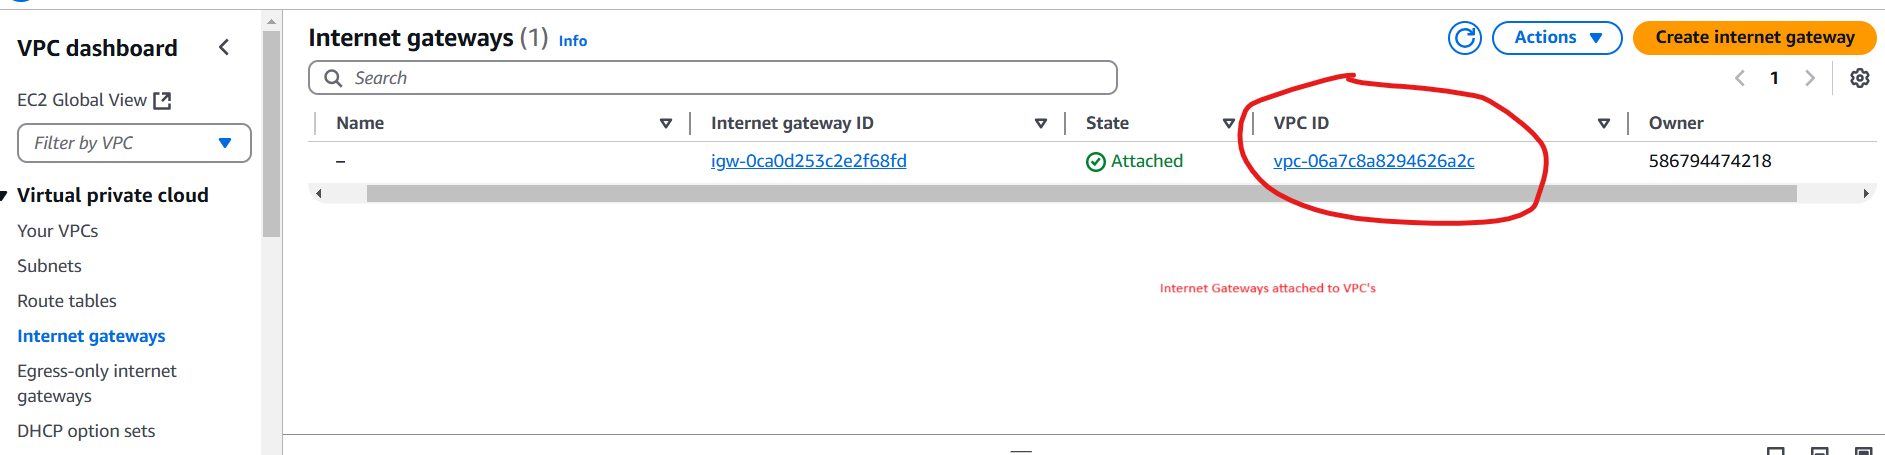 VPC dashboard
EC2 Global View
Filter by VPC
Virtual private cloud
Your VPCs
Subnets
Route tables
Internet gateways
Egress-only internet
gateways
DHCP option sets
Internet gateways (1) Info
Actions
Create internet gateway
Search
1
Name Internet gateway ID State VPC ID Owner
– igw-0ca0d253c2e2f68fd Attached vpc-06a7c8a8294626a2c 586794474218
Internet Gateways attached to VPC's